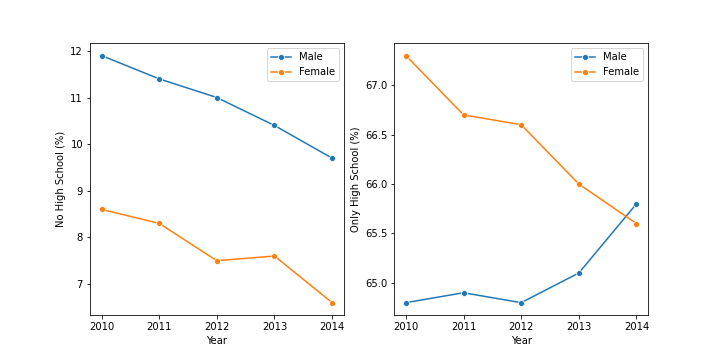 No High School (%)
12
11
10
9
8
7
2010 2011 2012 2013 2014
Year
Male
Female
Only High School (%)
67.0
66.5
66.0
65.5
65.0
2010 2011 2012 2013 2014
Year
Male
Female